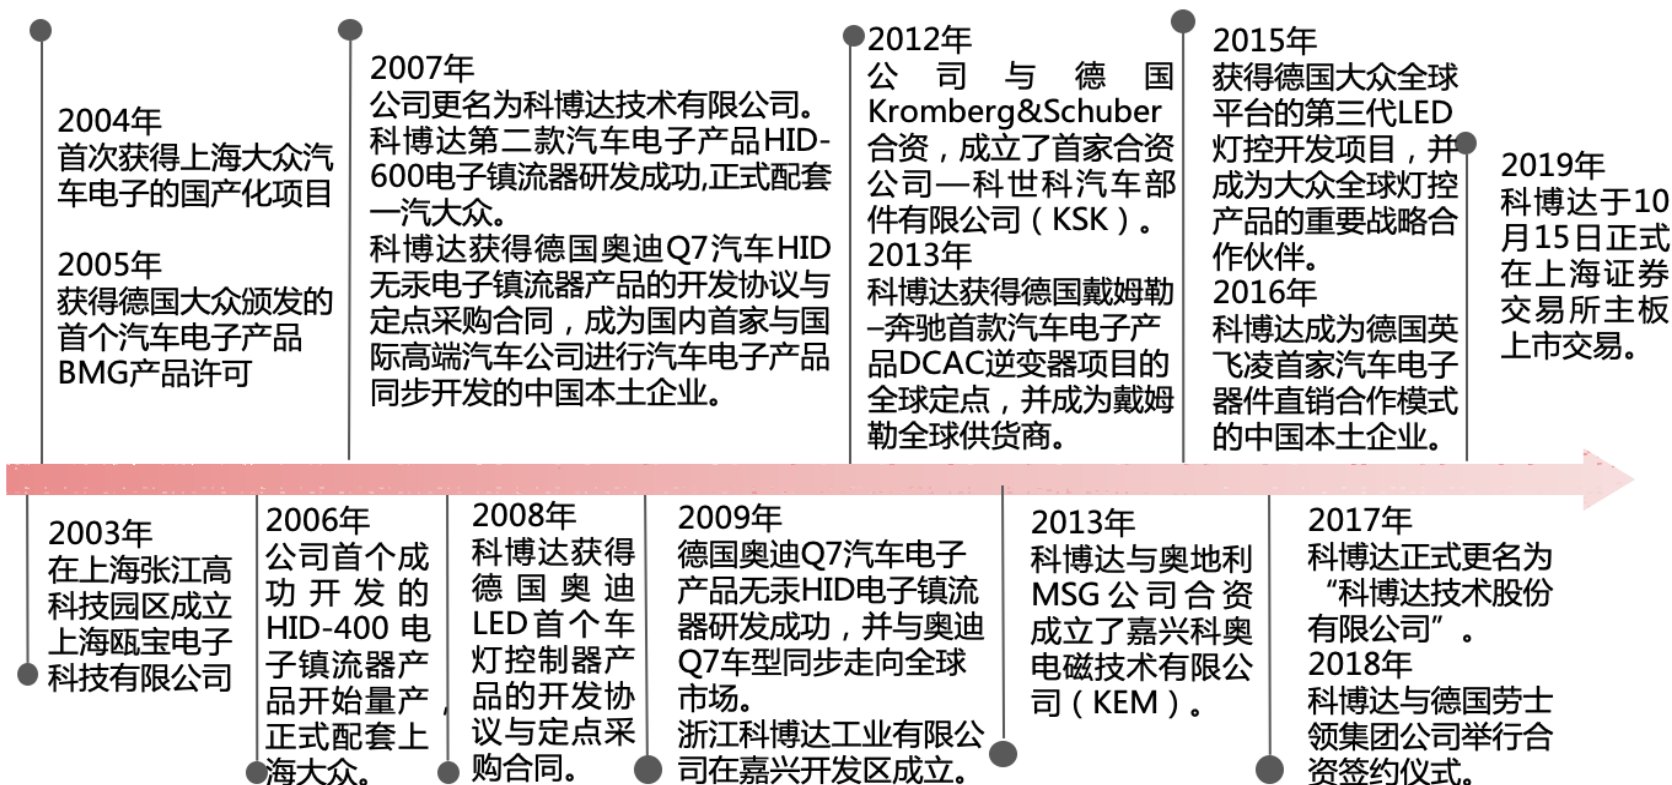 2004年
首次获得上海大众汽
车电子的国产化项目
2005年
获得德国大众颁发的
首个汽车电子产品
BMG产品许可
2007年
公司更名为科博达技术有限公司。
科博达第二款汽车电子产品HID-
600电子镇流器研发成功,正式配套
一汽大众。
科博达获得德国奥迪Q7汽车HID
无汞电子镇流器产品的开发协议与
定点采购合同，成为国内首家与国
际高端汽车公司进行汽车电子产品
同步开发的中国本土企业。
2012年
公司与德国
Kromberg&Schuber
合资，成立了首家合资
公司—科世科汽车部
件有限公司（KSK）。
2013年
科博达获得德国戴姆勒
–奔驰首款汽车电子产
品DCAC逆变器项目的
全球定点，并成为戴姆
勒全球供货商。
2015年
获得德国大众全球
平台的第三代LED
灯控开发项目，并
成为大众全球灯控
产品的重要战略合
作伙伴。
2016年
科博达成为德国英
飞凌首家汽车电子
器件直销合作模式
的中国本土企业。
2019年
科博达于10
月15日正式
在上海证券
交易所主板
上市交易。
2003年
在上海张江高
科技园区成立
上海瓯宝电子
科技有限公司
2006年
公司首个成
功开发的
HID-400 电
子镇流器产
品开始量产，
正式配套上
海大众。
2008年
科博达获得
德国奥迪
LED首个车
灯控制器产
品的开发协
议与定点采
购合同。
2009年
德国奥迪Q7汽车电子
产品无汞HID电子镇流
器研发成功，并与奥迪
Q7车型同步走向全球
市场。
浙江科博达工业有限公
司在嘉兴开发区成立。
2013年
科博达与奥地利
MSG公司合资
成立了嘉兴科奥
电磁技术有限公
司（KEM）。
2017年
科博达正式更名为
“科博达技术股份
有限公司”。
2018年
科博达与德国劳士
领集团公司举行合
资签约仪式。